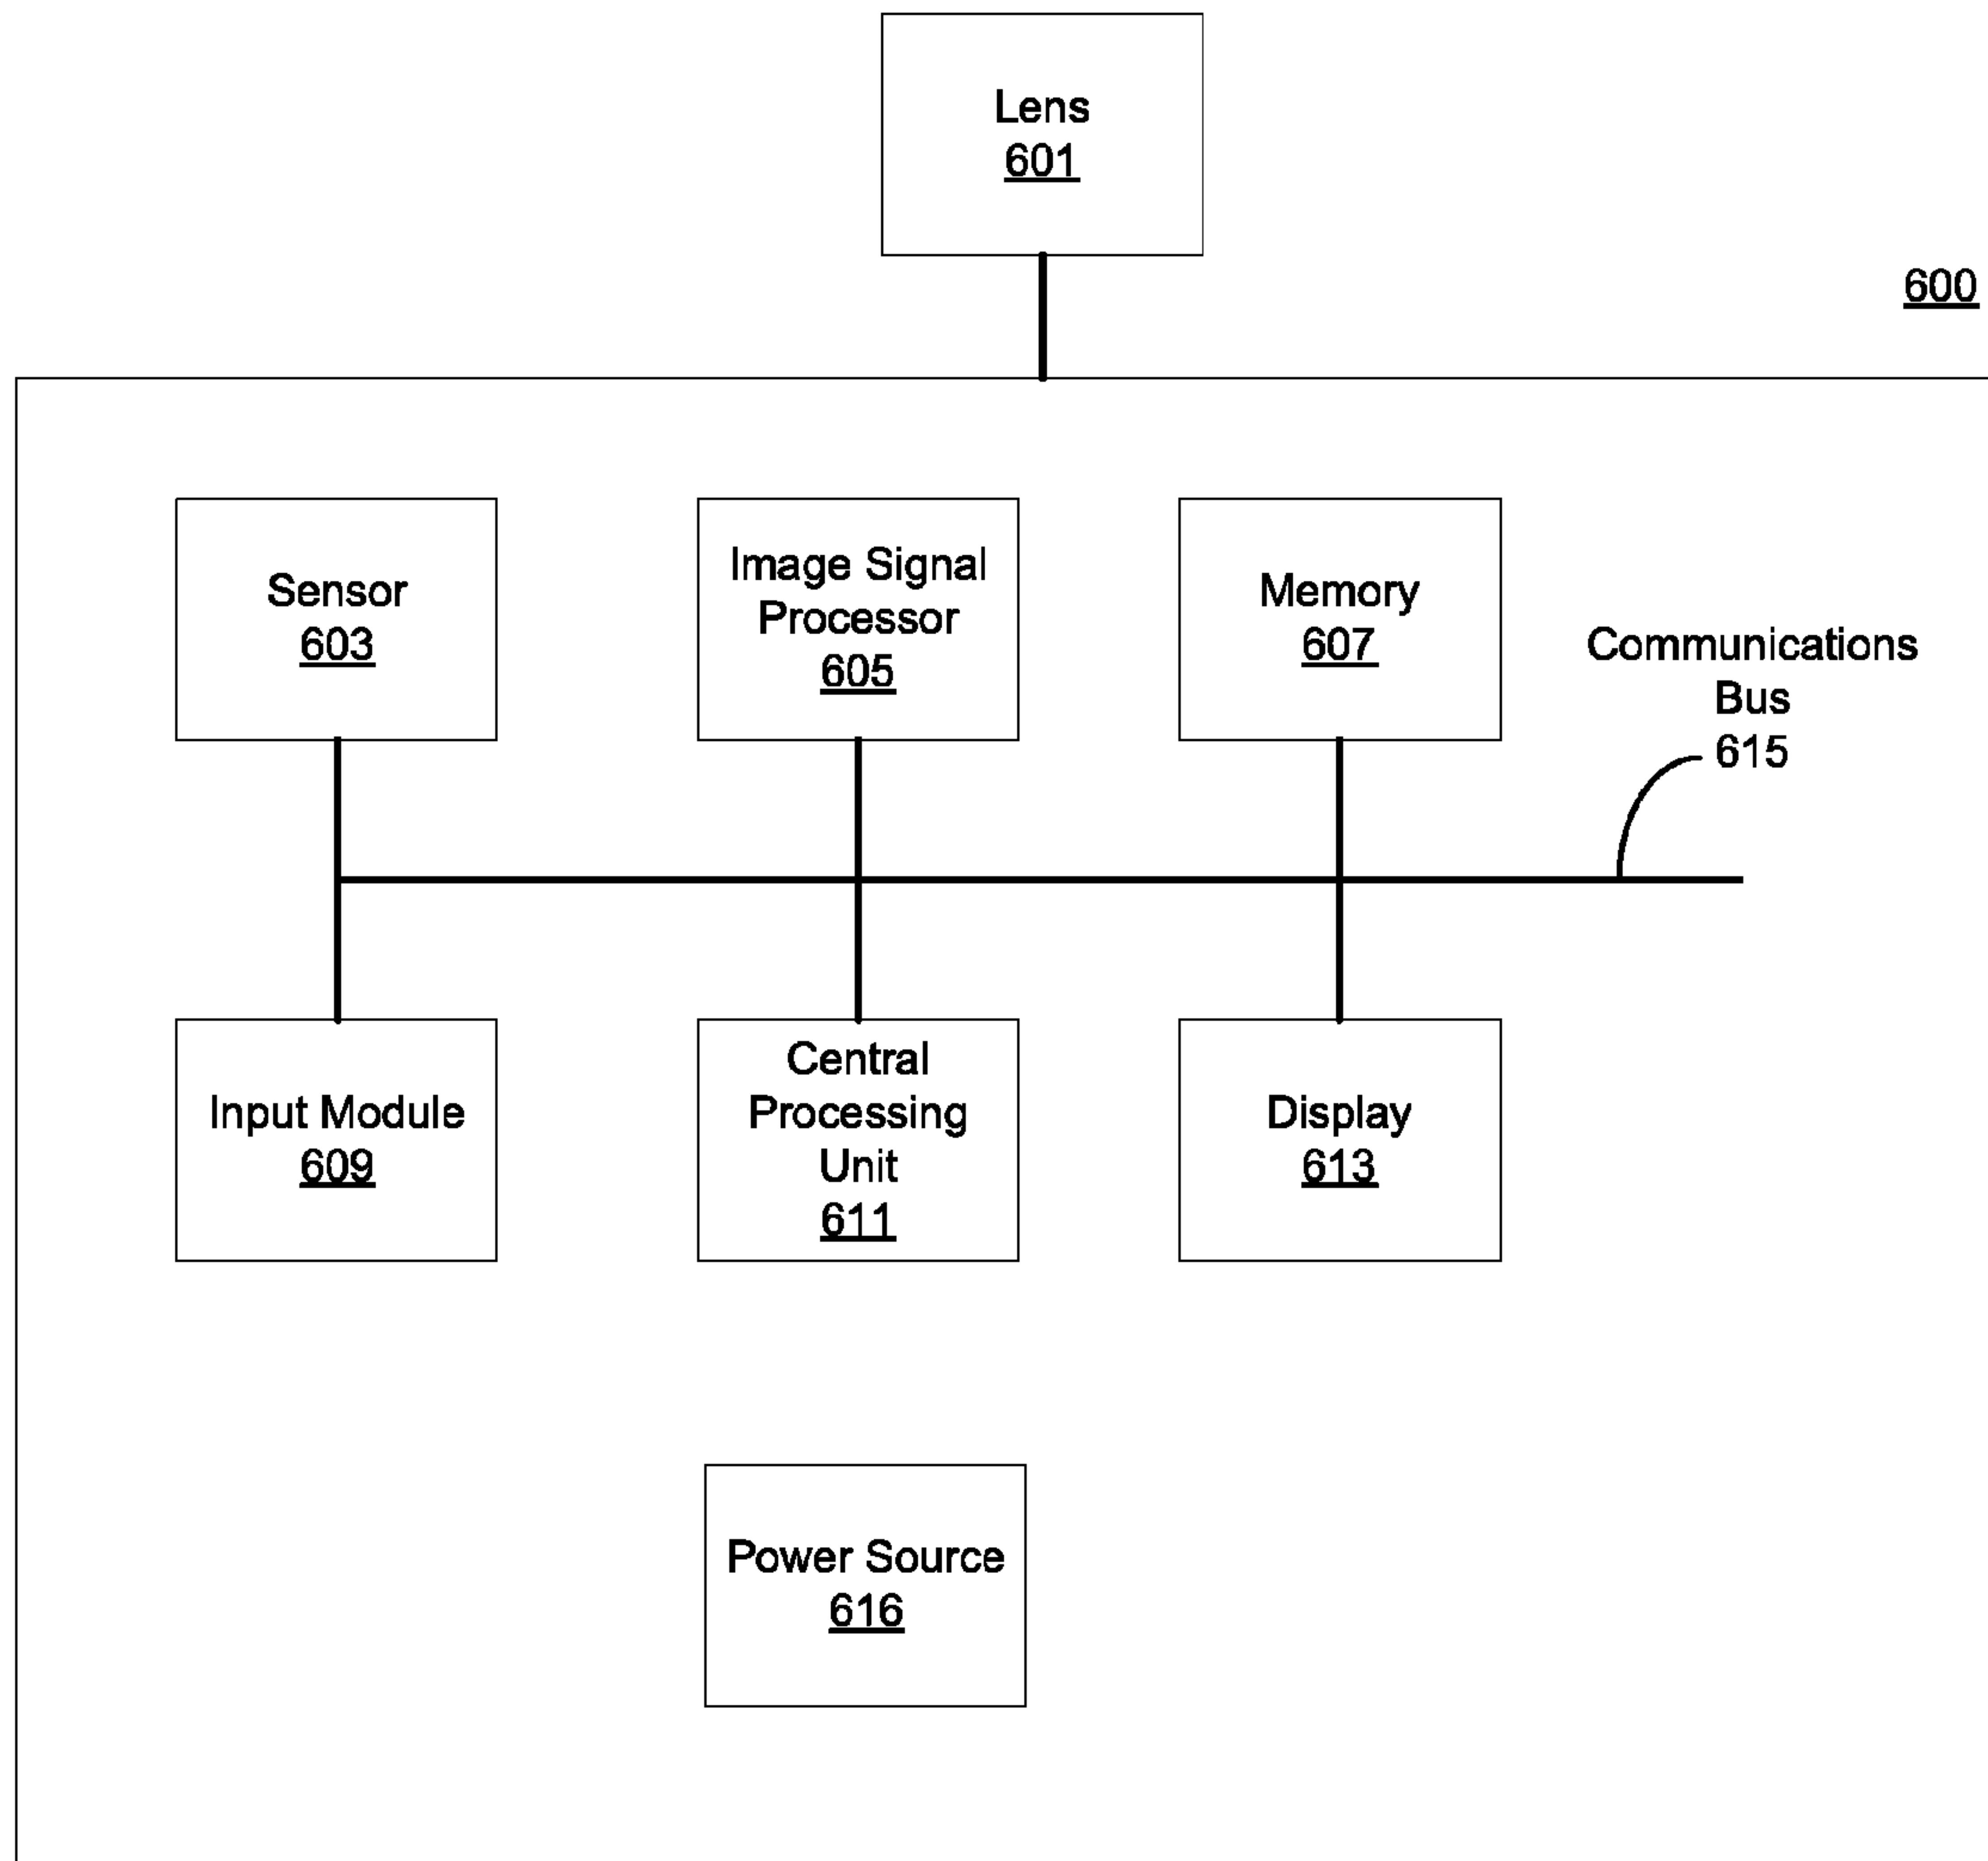 Lens
601
600
Sensor
603
Image Signal
Processor
605
Memory
607
Communications
Bus
615
Input Module
609
Central
Processing
Unit
611
Display
613
Power Source
616